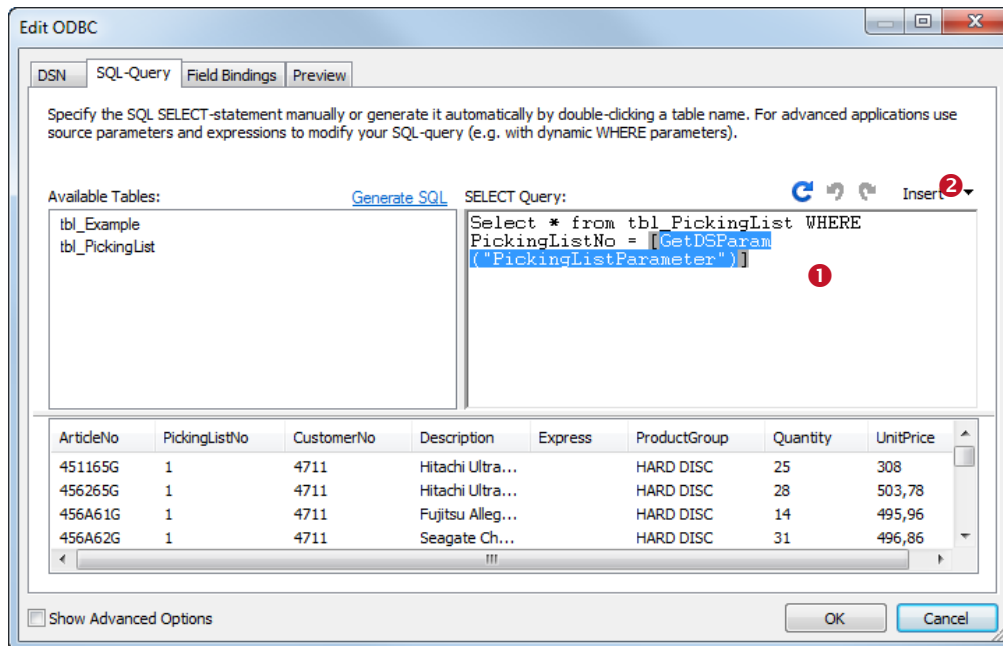 Edit ODBC
DSN SQL-Query Field Bindings Preview
Specify the SQL SELECT-statement manually or generate it automatically by double-clicking a table name. For advanced applications use
source parameters and expressions to modify your SQL-query (e.g. with dynamic WHERE parameters).
Available Tables: Generate SQL SELECT Query: Insert 2
tbl_Example
tbl_PickingList
Select * from tbl_PickingList WHERE
PickingListNo = [GetDSParam
("PickingListParameter")]
1
ArticleNo PickingListNo CustomerNo Description Express ProductGroup Quantity UnitPrice
451165G 1 4711 Hitachi Ultra... HARD DISC 25 308
456265G 1 4711 Hitachi Ultra... HARD DISC 28 503,78
456A61G 1 4711 Fujitsu Alleg... HARD DISC 14 495,96
456A62G 1 4711 Seagate Ch... HARD DISC 31 496,86
Show Advanced Options OK Cancel